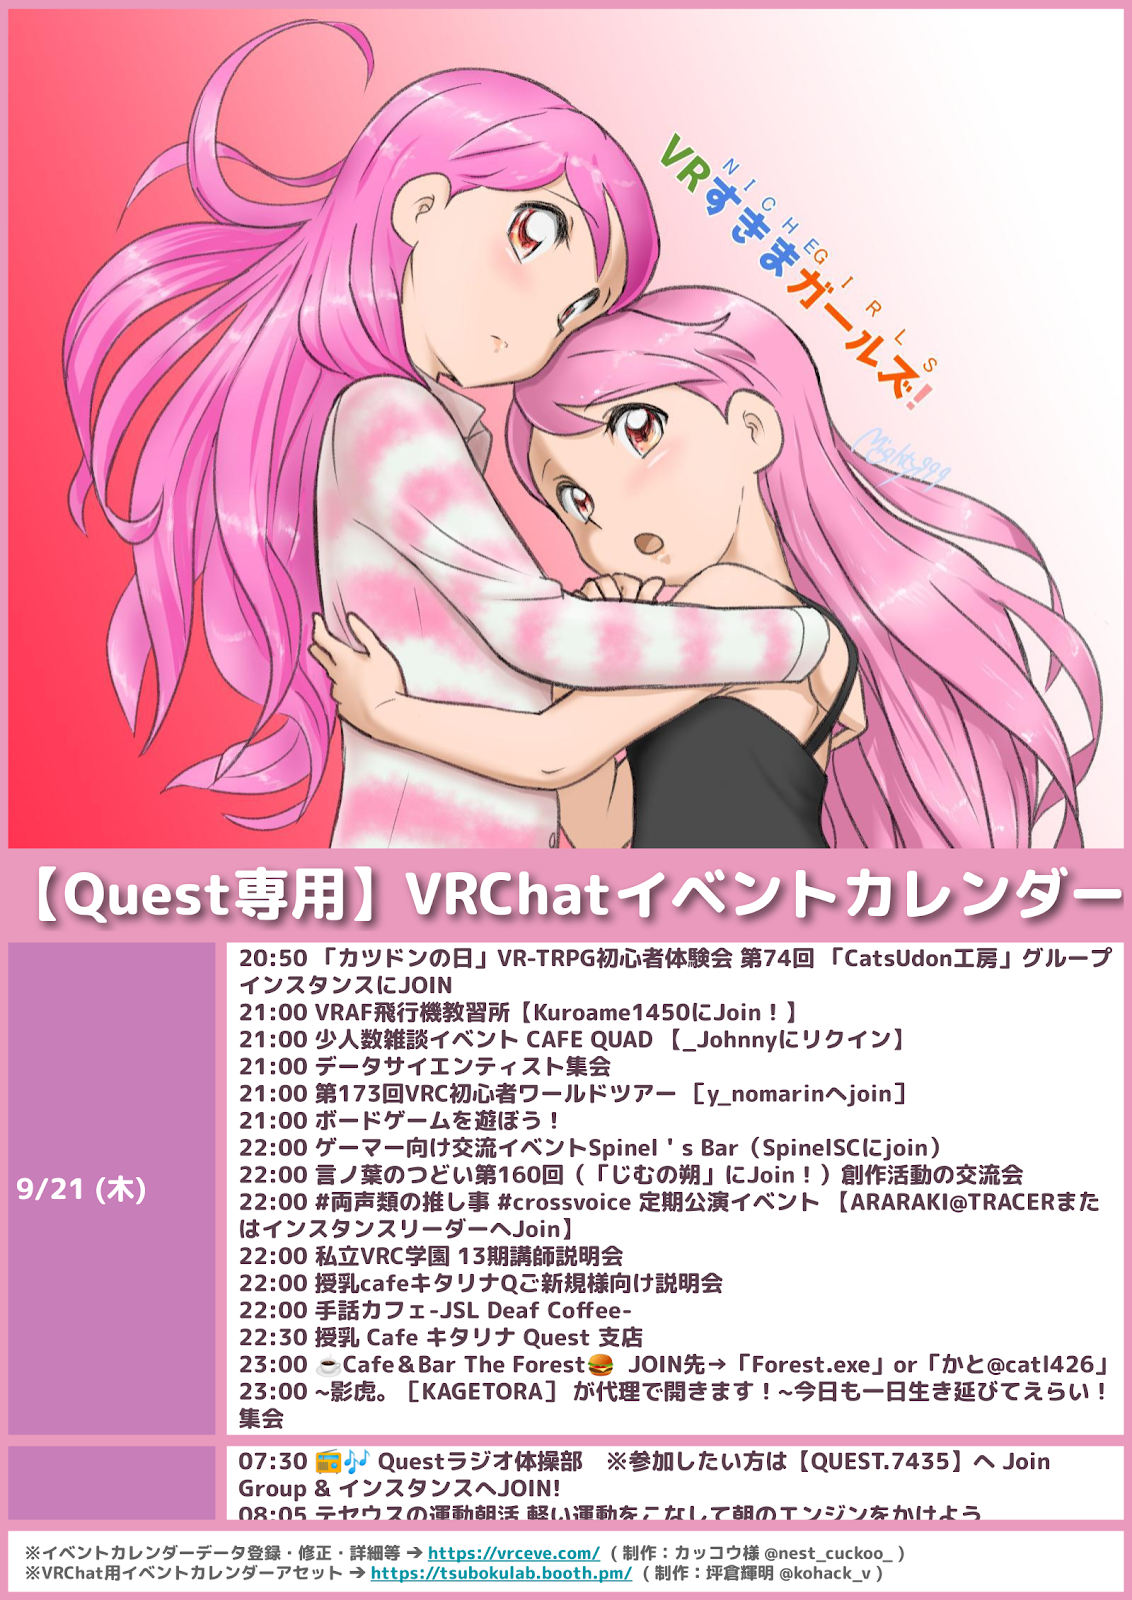 NICHE GIRLS
VRすきまガールズ!
Mighty999
【Quest専用】VRChatイベントカレンダー
9/21 (木)
20:50 「カツドンの日」VR-TRPG初心者体験会 第74回 「CatsUdon工房」グループ
インスタンスにJOIN
21:00 VRAF飛行機教習所【Kuroame1450にJoin！】
21:00 少人数雑談イベント CAFE QUAD 【_Johnnyにリクイン】
21:00 データサイエンティスト集会
21:00 第173回VRC初心者ワールドツアー ［y_nomarinへjoin］
21:00 ボードゲームを遊ぼう！
22:00 ゲーマー向け交流イベントSpinel＇s Bar（SpinelSCにjoin）
22:00 言ノ葉のつどい第160回（「じむの朔」にJoin！）創作活動の交流会
22:00 #両声類の推し事 #crossvoice 定期公演イベント 【ARARAKI@TRACERまた
はインスタンスリーダーへJoin】
22:00 私立VRC学園 13期講師説明会
22:00 授乳cafeキタリナQご新規様向け説明会
22:00 手話カフェ-JSL Deaf Coffee-
22:30 授乳 Cafe キタリナ Quest 支店
23:00 ☕Cafe＆Bar The Forest🍔 JOIN先→「Forest.exe」or「かと@catl426」
23:00 ~影虎。［KAGETORA］ が代理で開きます！~今日も一日生き延びてえらい！
集会
07:30 📻🎶 Questラジオ体操部　※参加したい方は【QUEST.7435】へ Join
Group & インスタンスへJOIN!
08:05 テセウスの運動朝活 軽い運動をこなして朝のエンジンをかけよう
※イベントカレンダーデータ登録・修正・詳細等 ➔ https://vrceve.com/ （ 制作：カッコウ様 @nest_cuckoo_ ）
※VRChat用イベントカレンダーアセット ➔ https://tsubokulab.booth.pm/ （ 制作：坪倉輝明 @kohack_v ）